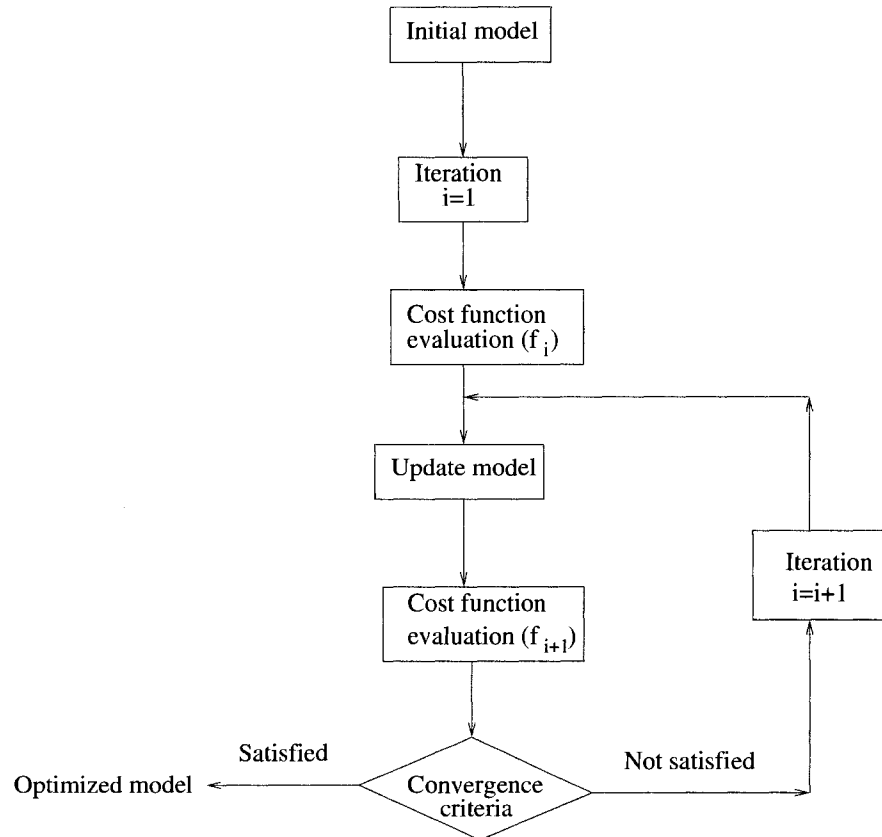 Initial model
Iteration
i=1
Cost function
evaluation (f i)
Update model
Iteration
i=i+1
Cost function
evaluation (f i+1)
Satisfied
Not satisfied
Optimized model
Convergence
criteria